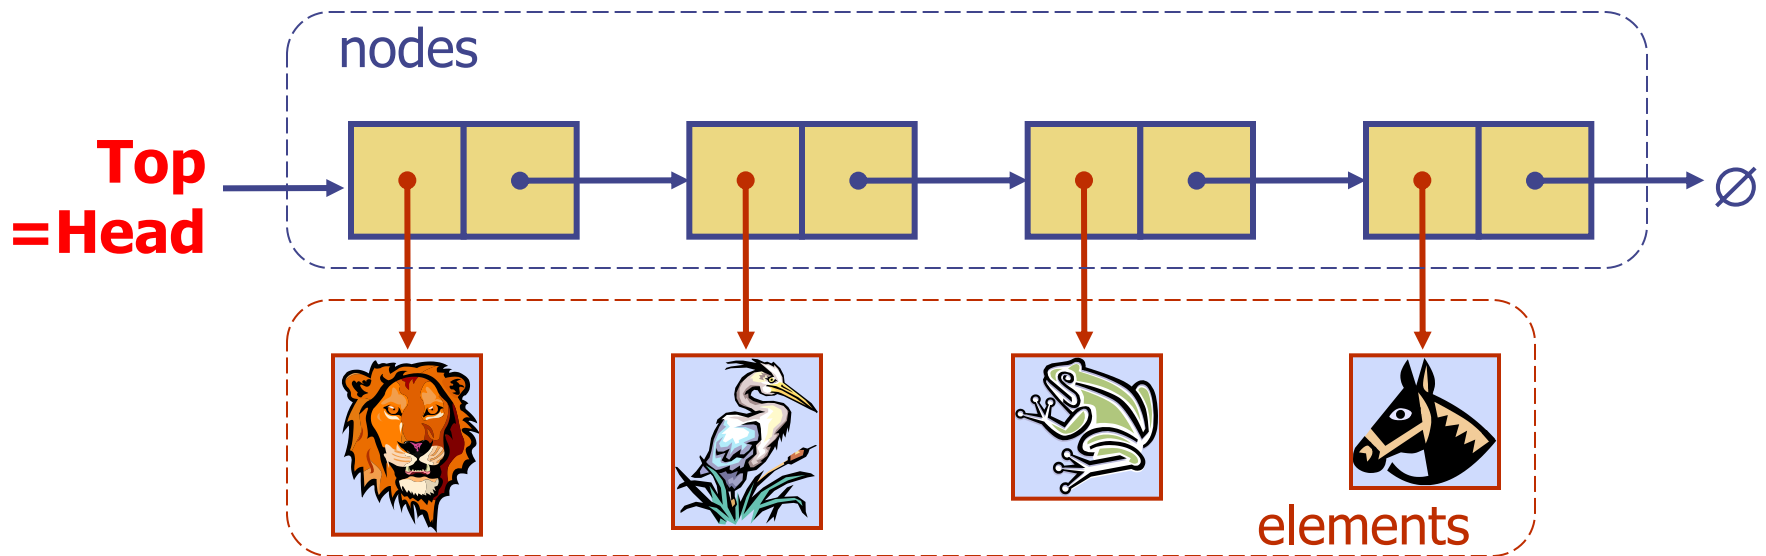 nodes
Top
=Head
∅
elements